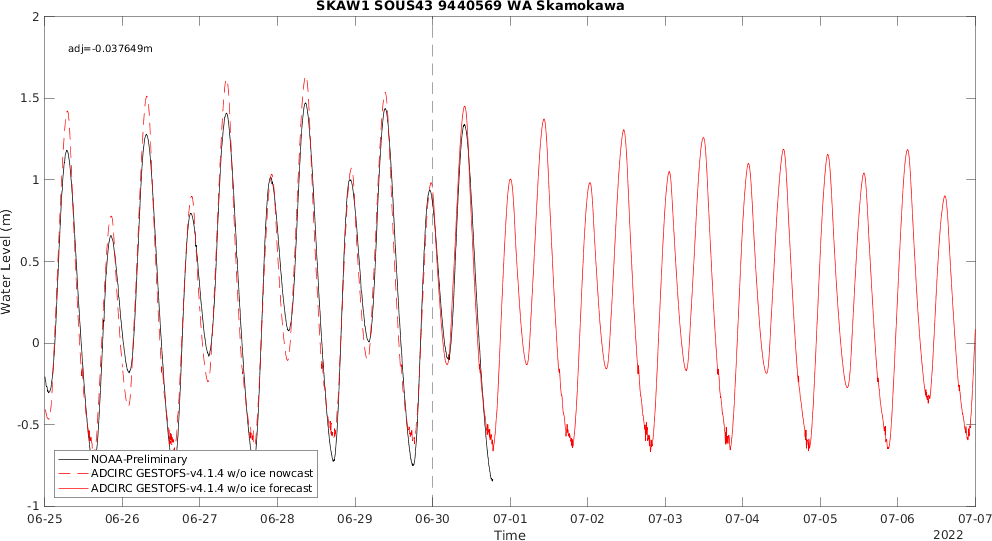 SKAW1 SOUS43 9440569 WA Skamokawa
adj=-0.037649m
Water Level (m)
2
1.5
1
0.5
0
-0.5
-1
NOAA-Preliminary
ADCIRC GESTOFS-v4.1.4 w/o ice nowcast
ADCIRC GESTOFS-v4.1.4 w/o ice forecast
06-25 06-26 06-27 06-28 06-29 06-30 07-01 07-02 07-03 07-04 07-05 07-06 07-07
Time
2022